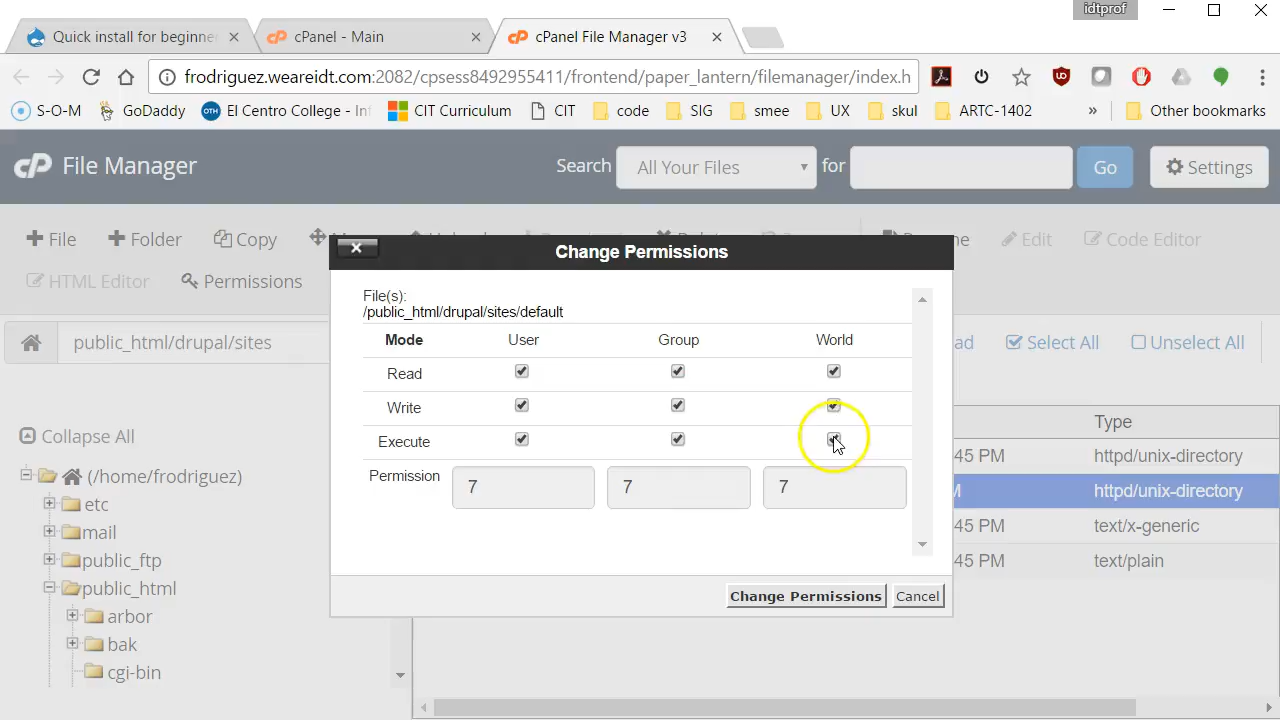 idtprof
Quick install for beginne
cPanel - Main
cPanel File Manager v3
frodriguez.weareidt.com:2082/cpsess8492955411/frontend/paper_lantern/filemanager/index.h
S-O-M GoDaddy El Centro College - Inf CIT Curriculum CIT code SIG smee UX skul ARTC-1402 » Other bookmarks
cP File Manager
Search All Your Files for Go Settings
File Folder Copy Edit Code Editor
HTML Editor Permissions
Change Permissions
File(s):
/public_html/drupal/sites/default
Mode User Group World
Read
Write
Execute
Permission 7 7 7
Change Permissions Cancel
public_html/drupal/sites
Select All Unselect All
Collapse All
(/home/frodriguez)
etc
mail
public_ftp
public_html
arbor
bak
cgi-bin
Type
45 PM httpd/unix-directory
M httpd/unix-directory
45 PM text/x-generic
45 PM text/plain